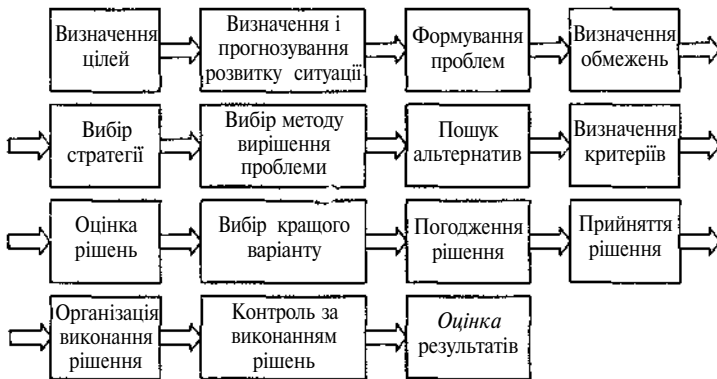 Визначення
цілей
Визначення і
прогнозування
розвитку ситуації
Формування
проблем
Визначення
обмежень
Вибір
стратегії
Вибір методу
вирішення
проблеми
Пошук
альтернатив
Визначення
критеріїв
Оцінка
рішень
Вибір кращого
варіанту
Погодження
рішення
Прийняття
рішення
Організація
виконання
рішення
Контроль за
виконанням
рішень
Оцінка
результатів